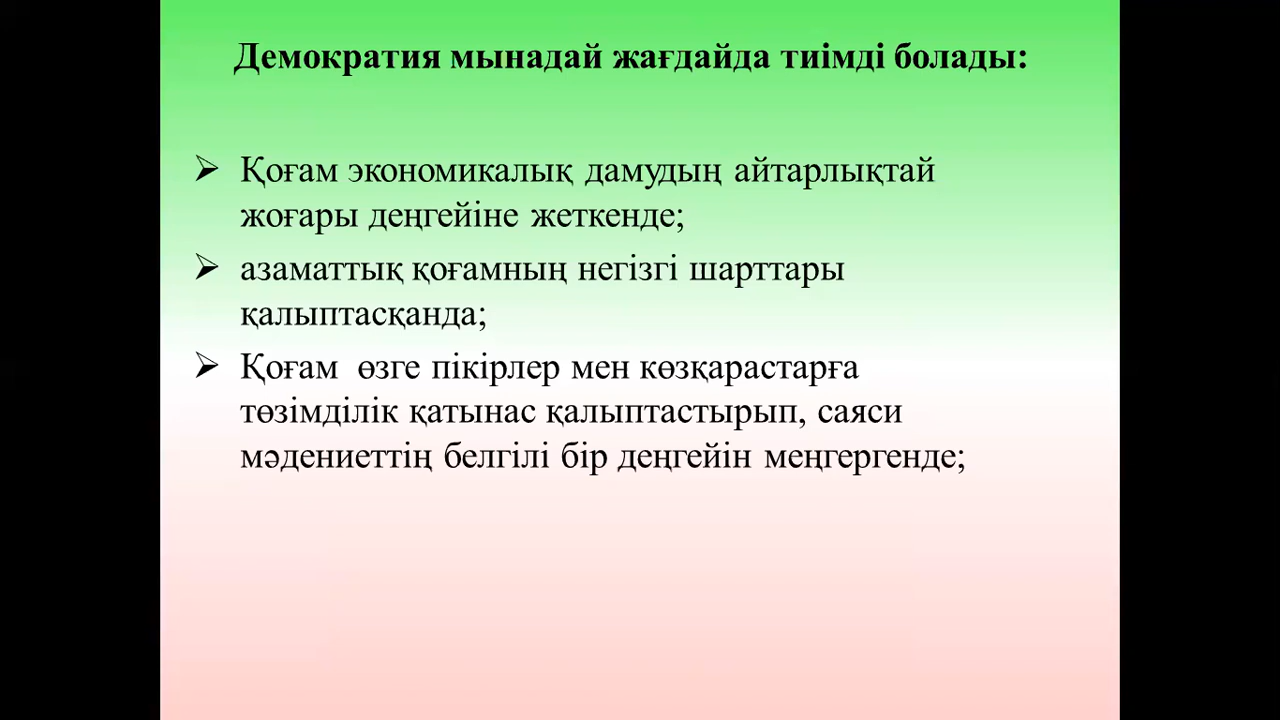 Демократия мынадай жағдайда тиімді болады:
Қоғам экономикалық дамудың айтарлықтай
жоғары деңгейіне жеткенде;
азаматтық қоғамның негізгі шарттары
қалыптасқанда;
Қоғам өзге пікірлер мен көзқарастарға
төзімділік қатынас қалыптастырып, саяси
мәдениеттің белгілі бір деңгейін меңгергенде;